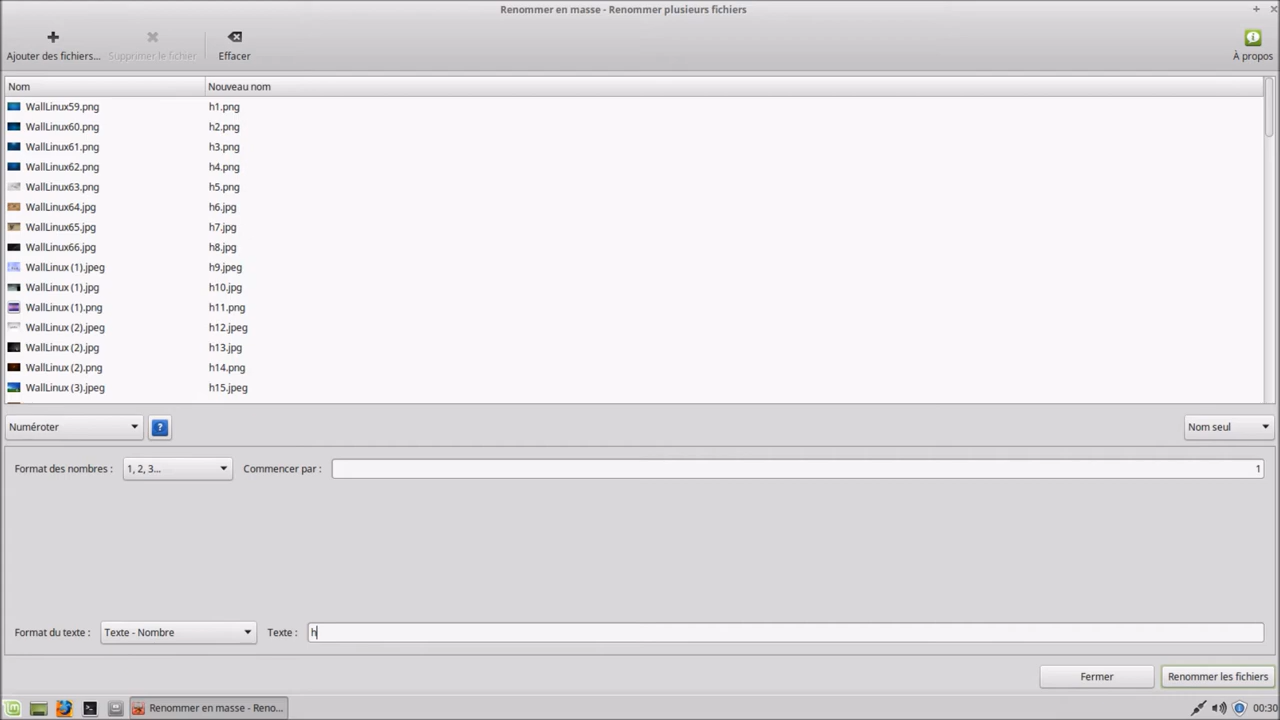 Renommer en masse - Renommer plusieurs fichiers
Ajouter des fichiers... Supprimer le fichier Effacer À propos
Nom Nouveau nom
WallLinux59.png h1.png
WallLinux60.png h2.png
WallLinux61.png h3.png
WallLinux62.png h4.png
WallLinux63.png h5.png
WallLinux64.jpg h6.jpg
WallLinux65.jpg h7.jpg
WallLinux66.jpg h8.jpg
WallLinux (1).jpeg h9.jpeg
WallLinux (1).jpg h10.jpg
WallLinux (1).png h11.png
WallLinux (2).jpeg h12.jpeg
WallLinux (2).jpg h13.jpg
WallLinux (2).png h14.png
WallLinux (3).jpeg h15.jpeg
Numéroter ? Nom seul
Format des nombres : 1, 2, 3... Commencer par : 1
Format du texte : Texte - Nombre Texte : h
Fermer Renommer les fichiers
Renommer en masse - Reno... 00:30